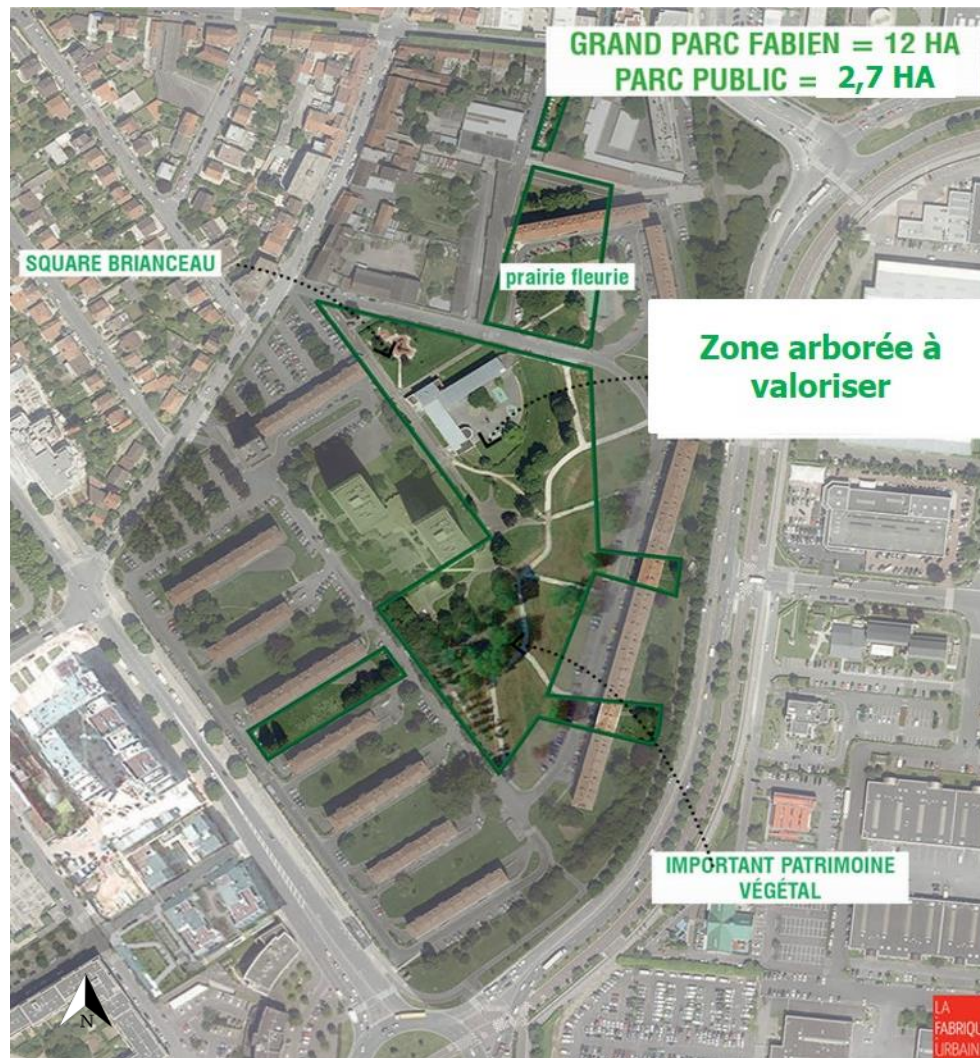 GRAND PARC FABIEN = 12 HA
PARC PUBLIC = 2,7 HA
SQUARE BRIANCEAU
prairie fleurie
Zone arborée à
valoriser
IMPORTANT PATRIMOINE
VÉGÉTAL
N
LA
FABRIQU
URBAIN